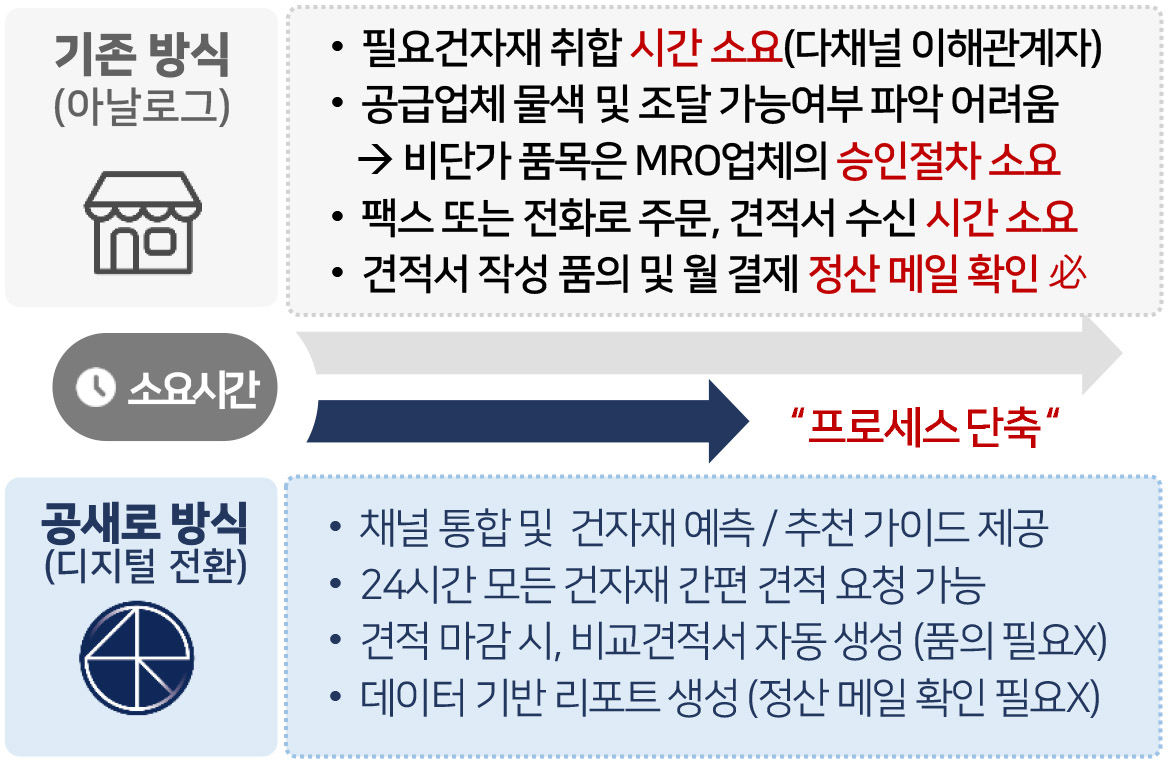 기존 방식
(아날로그)
• 필요건자재 취합 시간 소요(다채널 이해관계자)
• 공급업체 물색 및 조달 가능여부 파악 어려움
→ 비단가 품목은 MRO업체의 승인절차 소요
• 팩스 또는 전화로 주문, 견적서 수신 시간 소요
• 견적서 작성 품의 및 월 결제 정산 메일 확인 必
소요시간
“프로세스 단축“
공새로 방식
(디지털 전환)
• 채널 통합 및 건자재 예측 / 추천 가이드 제공
• 24시간 모든 건자재 간편 견적 요청 가능
• 견적 마감 시, 비교견적서 자동 생성 (품의 필요X)
• 데이터 기반 리포트 생성 (정산 메일 확인 필요X)